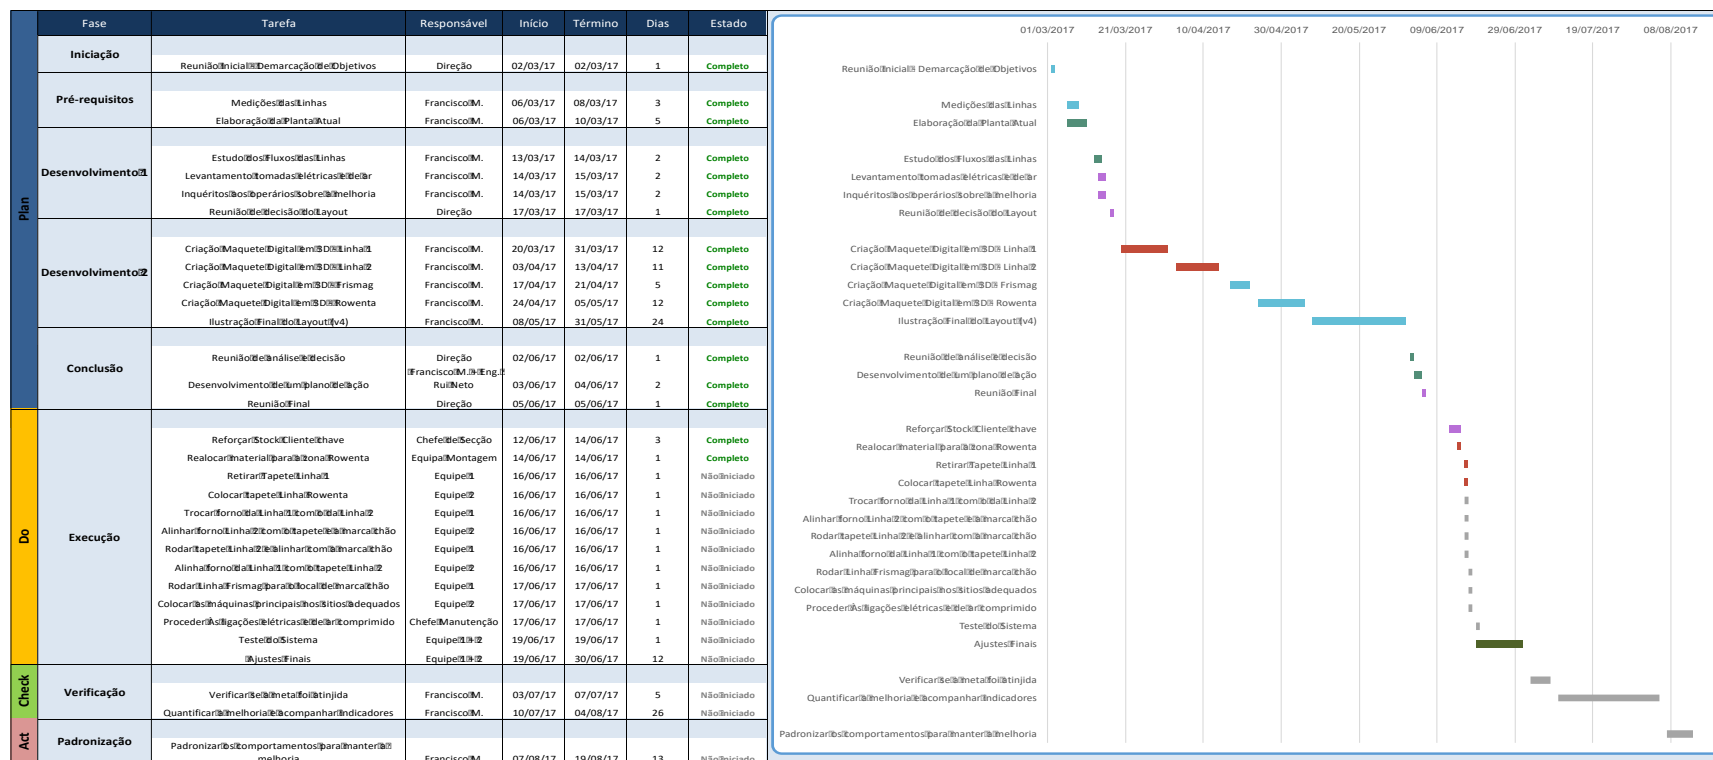 Fase Tarefa Responsável Início Término Dias Estado
Plan
Iniciação
Reunião Inicial - Demarcação de Objetivos Direção 02/03/17 02/03/17 1 Completo
Pré-requisitos
Medições das Linhas Francisco M. 06/03/17 08/03/17 3 Completo
Elaboração da Planta Atual Francisco M. 06/03/17 10/03/17 5 Completo
Desenvolvimento 1
Estudo dos Fluxos das Linhas Francisco M. 13/03/17 14/03/17 2 Completo
Levantamento tomadas elétricas e de ar Francisco M. 14/03/17 15/03/17 2 Completo
Inquéritos aos operários sobre a melhoria Francisco M. 14/03/17 15/03/17 2 Completo
Reunião de decisão do Layout Direção 17/03/17 17/03/17 1 Completo
Desenvolvimento 2
Criação Maquete Digital em 3D - Linha 1 Francisco M. 20/03/17 31/03/17 12 Completo
Criação Maquete Digital em 3D - Linha 2 Francisco M. 03/04/17 13/04/17 11 Completo
Criação Maquete Digital em 3D - Frismag Francisco M. 17/04/17 21/04/17 5 Completo
Criação Maquete Digital em 3D - Rowenta Francisco M. 24/04/17 05/05/17 12 Completo
Ilustração Final do Layout (v4) Francisco M. 08/05/17 31/05/17 24 Completo
Conclusão
Reunião de análise e decisão Direção 02/06/17 02/06/17 1 Completo
Francisco M. + Eng.
Desenvolvimento de um plano de ação Rui Neto 03/06/17 04/06/17 2 Completo
Reunião Final Direção 05/06/17 05/06/17 1 Completo
Do
Execução
Reforçar Stock Cliente chave Chefe de Secção 12/06/17 14/06/17 3 Completo
Realocar material para a zona Rowenta Equipa Montagem 14/06/17 14/06/17 1 Completo
Retirar Tapete Linha 1 Equipe 1 16/06/17 16/06/17 1 Não Iniciado
Colocar tapete Linha Rowenta Equipe 2 16/06/17 16/06/17 1 Não Iniciado
Trocar forno da Linha 1 com o da Linha 2 Equipe 1 16/06/17 16/06/17 1 Não Iniciado
Alinhar forno Linha 2 com o tapete e a marca chão Equipe 2 16/06/17 16/06/17 1 Não Iniciado
Rodar tapete Linha 2 e alinhar com a marca chão Equipe 1 16/06/17 16/06/17 1 Não Iniciado
Alinha forno da Linha 1 com o tapete Linha 2 Equipe 2 16/06/17 16/06/17 1 Não Iniciado
Rodar Linha Frismag para o local de marca chão Equipe 1 17/06/17 17/06/17 1 Não Iniciado
Colocar as máquinas principais nos sitios adequados Equipe 2 17/06/17 17/06/17 1 Não Iniciado
Proceder Às ligações elétricas e de ar comprimido Chefe Manutenção 17/06/17 17/06/17 1 Não Iniciado
Teste do Sistema Equipe 1 + 2 19/06/17 19/06/17 1 Não Iniciado
Ajustes Finais Equipe 1 + 2 19/06/17 30/06/17 12 Não Iniciado
Check
Verificação
Verificar se a meta foi atinjida Francisco M. 03/07/17 07/07/17 5 Não Iniciado
Quantificar a melhoria e acompanhar Indicadores Francisco M. 10/07/17 04/08/17 26 Não Iniciado
Act
Padronização
Padronizar os comportamentos para manter a
melhoria Francisco M. 07/08/17 19/08/17 13 Não Iniciado
01/03/2017 21/03/2017 10/04/2017 30/04/2017 20/05/2017 09/06/2017 29/06/2017 19/07/2017 08/08/2017
Reunião Inicial - Demarcação de Objetivos
Medições das Linhas
Elaboração da Planta Atual
Estudo dos Fluxos das Linhas
Levantamento tomadas elétricas e de ar
Inquéritos aos operários sobre a melhoria
Reunião de decisão do Layout
Criação Maquete Digital em 3D - Linha 1
Criação Maquete Digital em 3D - Linha 2
Criação Maquete Digital em 3D - Frismag
Criação Maquete Digital em 3D - Rowenta
Ilustração Final do Layout (v4)
Reunião de análise e decisão
Desenvolvimento de um plano de ação
Reunião Final
Reforçar Stock Cliente chave
Realocar material para a zona Rowenta
Retirar Tapete Linha 1
Colocar tapete Linha Rowenta
Trocar forno da Linha 1 com o da Linha 2
Alinhar forno Linha 2 com o tapete e a marca chão
Rodar tapete Linha 2 e alinhar com a marca chão
Alinha forno da Linha 1 com o tapete Linha 2
Rodar Linha Frismag para o local de marca chão
Colocar as máquinas principais nos sitios adequados
Proceder Às ligações elétricas e de ar comprimido
Teste do Sistema
Ajustes Finais
Verificar se a meta foi atinjida
Quantificar a melhoria e acompanhar Indicadores
Padronizar os comportamentos para manter a melhoria